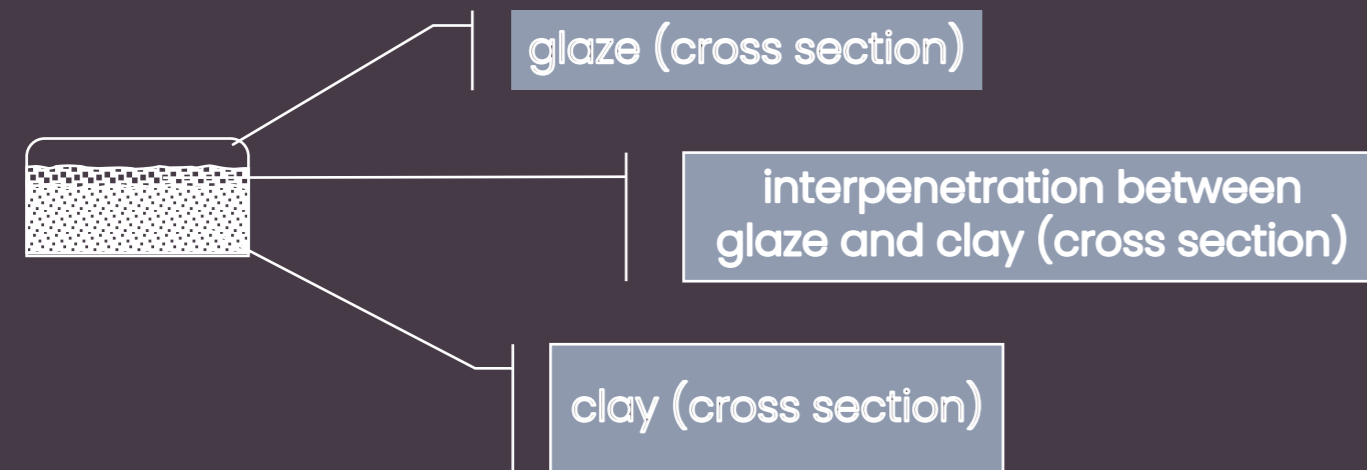 glaze (cross section)
interpenetration between
glaze and clay (cross section)
clay (cross section)